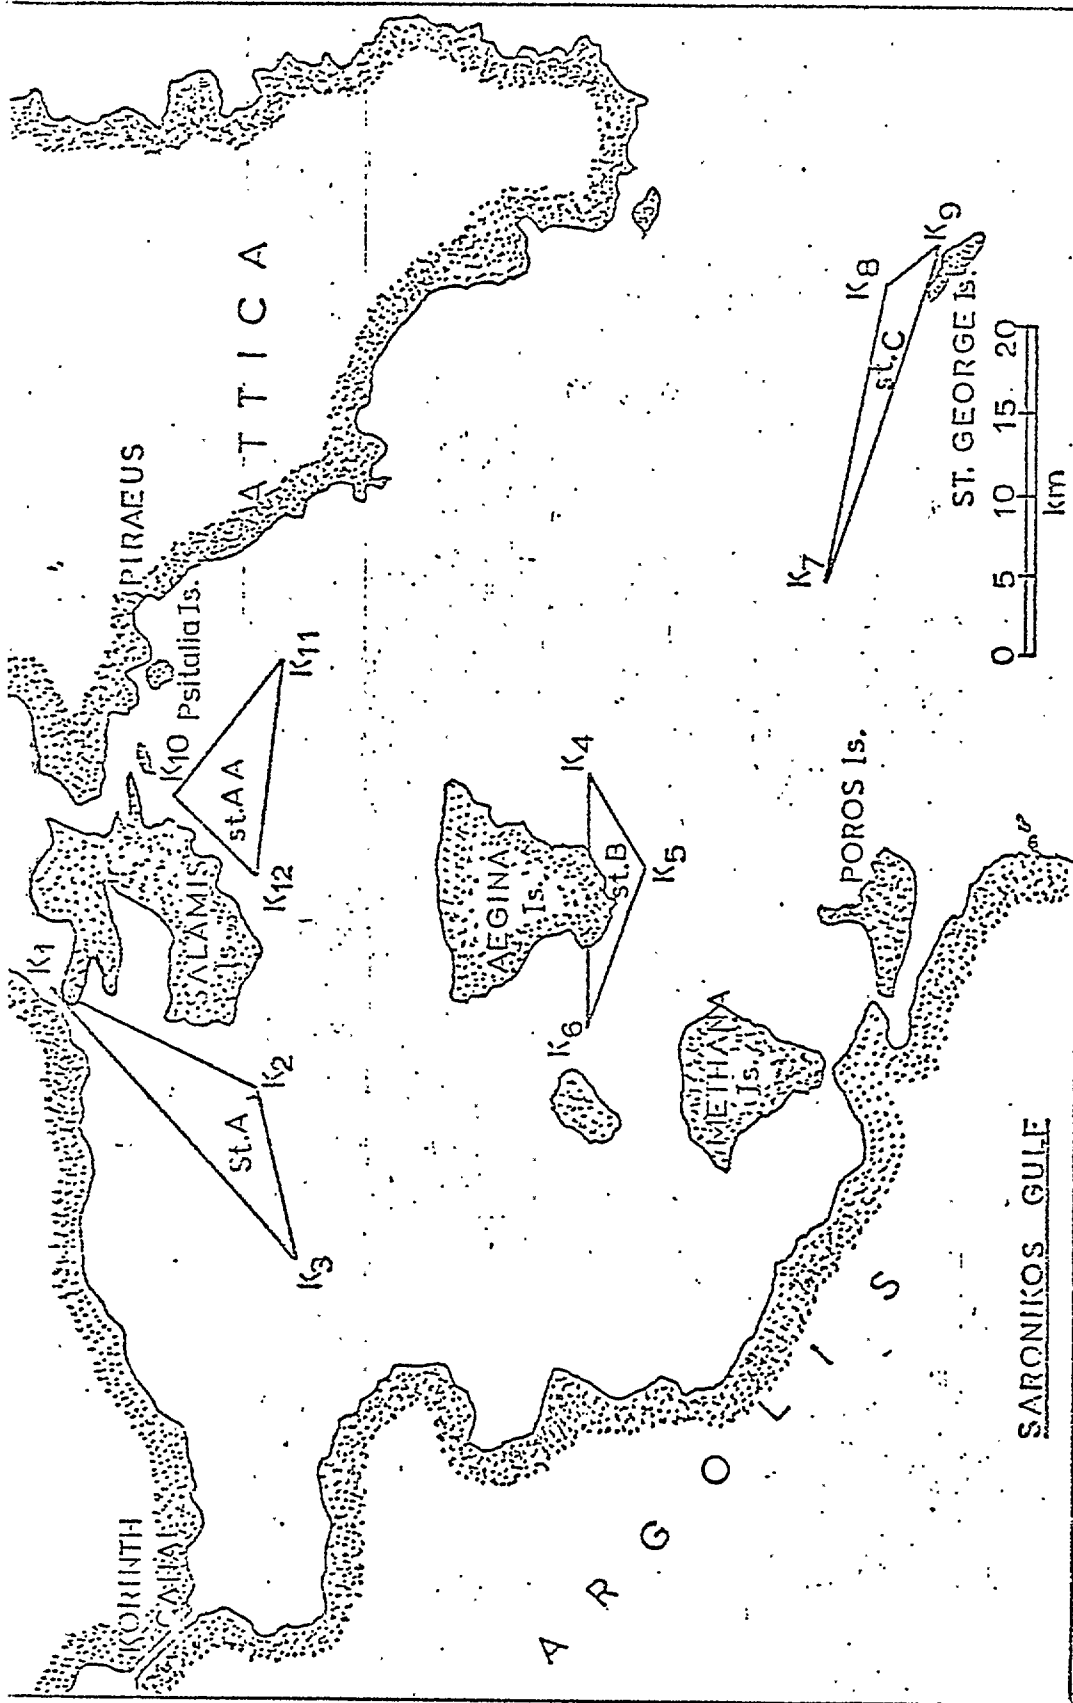 KORINTH
CANAL
PIRAEUS
Psitalia Is.
ATTICA
K1
K2
K3
St.A
SALAMIS
Is.
K10
K11
K12
st.AA
AEGINA
Is.
K4
K5
K6
st.B
METHANA
Is.
POROS Is.
K7
K8
K9
st.C
ST. GEORGE Is.
0 5 10 15 20
km
ARGOLIS
SARONIKOS GULF